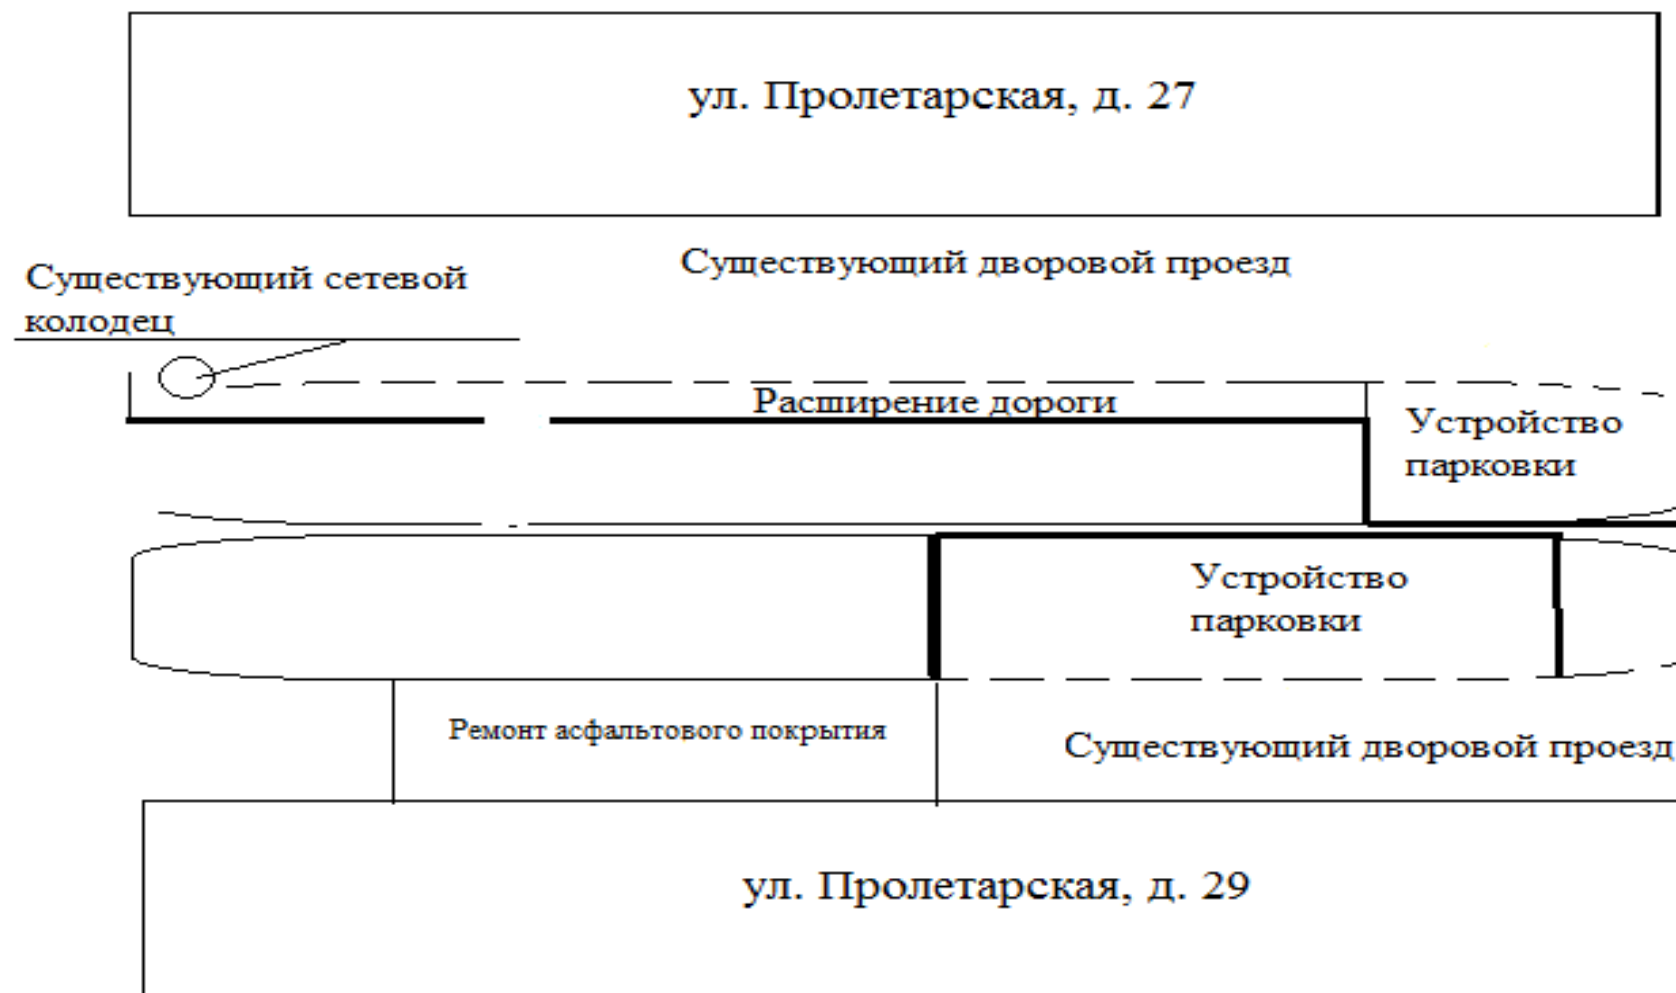 ул. Пролетарская, д. 27
Существующий дворовой проезд
Существующий сетевой
колодец
Расширение дороги
Устройство
парковки
Устройство
парковки
Ремонт асфальтового покрытия
Существующий дворовой проезд
ул. Пролетарская, д. 29